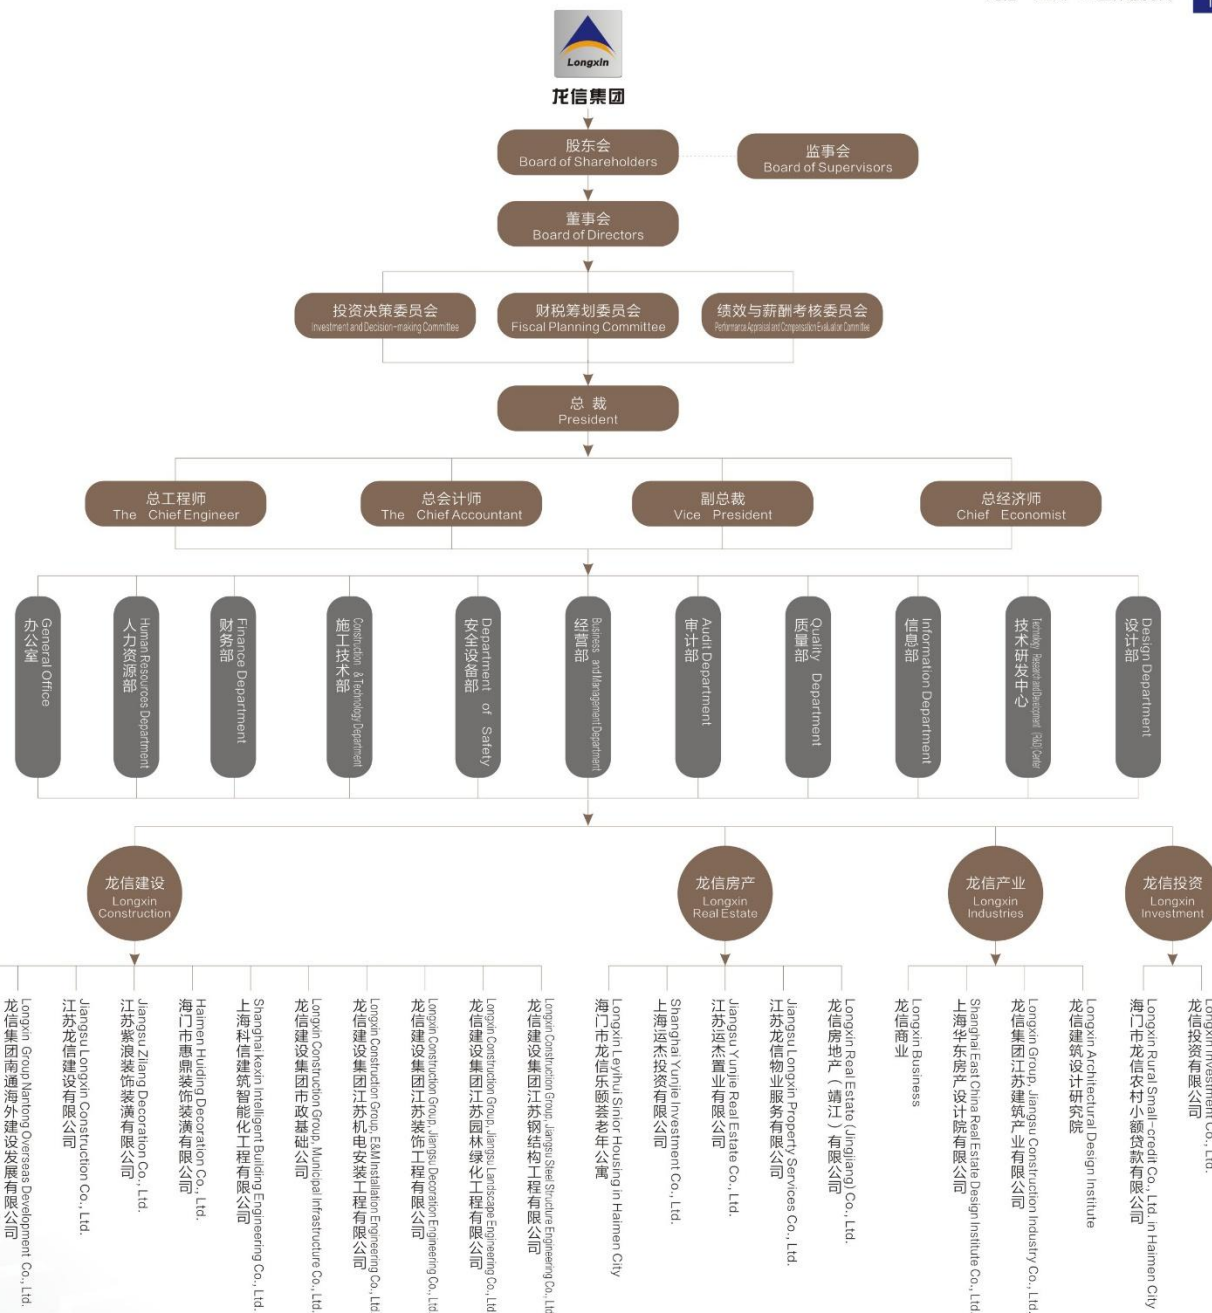 Longxin
龙信集团
股东会
Board of Shareholders
监事会
Board of Supervisors
董事会
Board of Directors
投资决策委员会
Investment and Decision-making Committee
财税筹划委员会
Fiscal Planning Committee
绩效与薪酬考核委员会
Performance Appraisal and Compensation Evaluation Committee
总 裁
President
总工程师
The Chief Engineer
总会计师
The Chief Accountant
副总裁
Vice President
总经济师
Chief Economist
General Office
办公室
Human Resources Department
人力资源部
Finance Department
财务部
Construction & Technology Department
施工技术部
Department of Safety
安全设备部
Business and Management Department
经营部
Audit Department
审计部
Quality Department
质量部
Information Department
信息部
Technology Research and Development (R&D) Center
技术研发中心
Design Department
设计部
龙信建设
Longxin
Construction
龙信房产
Longxin
Real Estate
龙信产业
Longxin
Industries
龙信投资
Longxin
Investment
Longxin Group Nantong Overseas Development Co., Ltd.
龙信集团南通海外建设发展有限公司
Jiangsu Longxin Construction Co., Ltd.
江苏龙信建设有限公司
Jiangsu Zilang Decoration Co., Ltd.
江苏紫浪装饰装潢有限公司
Haimen Huiding Decoration Co., Ltd.
海门市惠鼎装饰装潢有限公司
Shanghai kexin Intelligent Building Engineering Co., Ltd.
上海科信建筑智能化工程有限公司
Longxin Construction Group, Municipal Infrastructure Co., Ltd.
龙信建设集团市政基础公司
Longxin Construction Group, E&M Installation Engineering Co., Ltd
龙信建设集团江苏机电安装工程有限公司
Longxin Construction Group, Jiangsu Decoration Engineering Co., Ltd
龙信建设集团江苏装饰工程有限公司
Longxin Construction Group, Jiangsu Landscape Engineering Co., Ltd
龙信建设集团江苏园林绿化工程有限公司
Longxin Construction Group, Jiangsu Steel Structure Engineering Co., Ltd
龙信建设集团江苏钢结构工程有限公司
Longxin Leyihui Sinior Housing in Haimen City
海门市龙信乐颐荟老年公寓
Shanghai Yunjie Investment Co., Ltd.
上海运杰投资有限公司
Jiangsu Yunjie Real Estate Co., Ltd.
江苏运杰置业有限公司
Jiangsu Longxin Property Services Co., Ltd.
江苏龙信物业服务有限公司
Longxin Real Estate (Jingjiang) Co., Ltd.
龙信房地产（靖江）有限公司
Longxin Business
龙信商业
Shanghai East China Real Estate Design Institute Co., Ltd.
上海华东房产设计院有限公司
Longxin Group, Jiangsu Construction Industry Co., Ltd.
龙信集团江苏建筑产业有限公司
Longxin Architectural Design Institute
龙信建筑设计研究院
Longxin Rural Small-credit Co., Ltd. in Haimen City
海门市龙信农村小额贷款有限公司
Longxin Investment Co., Ltd.
龙信投资有限公司